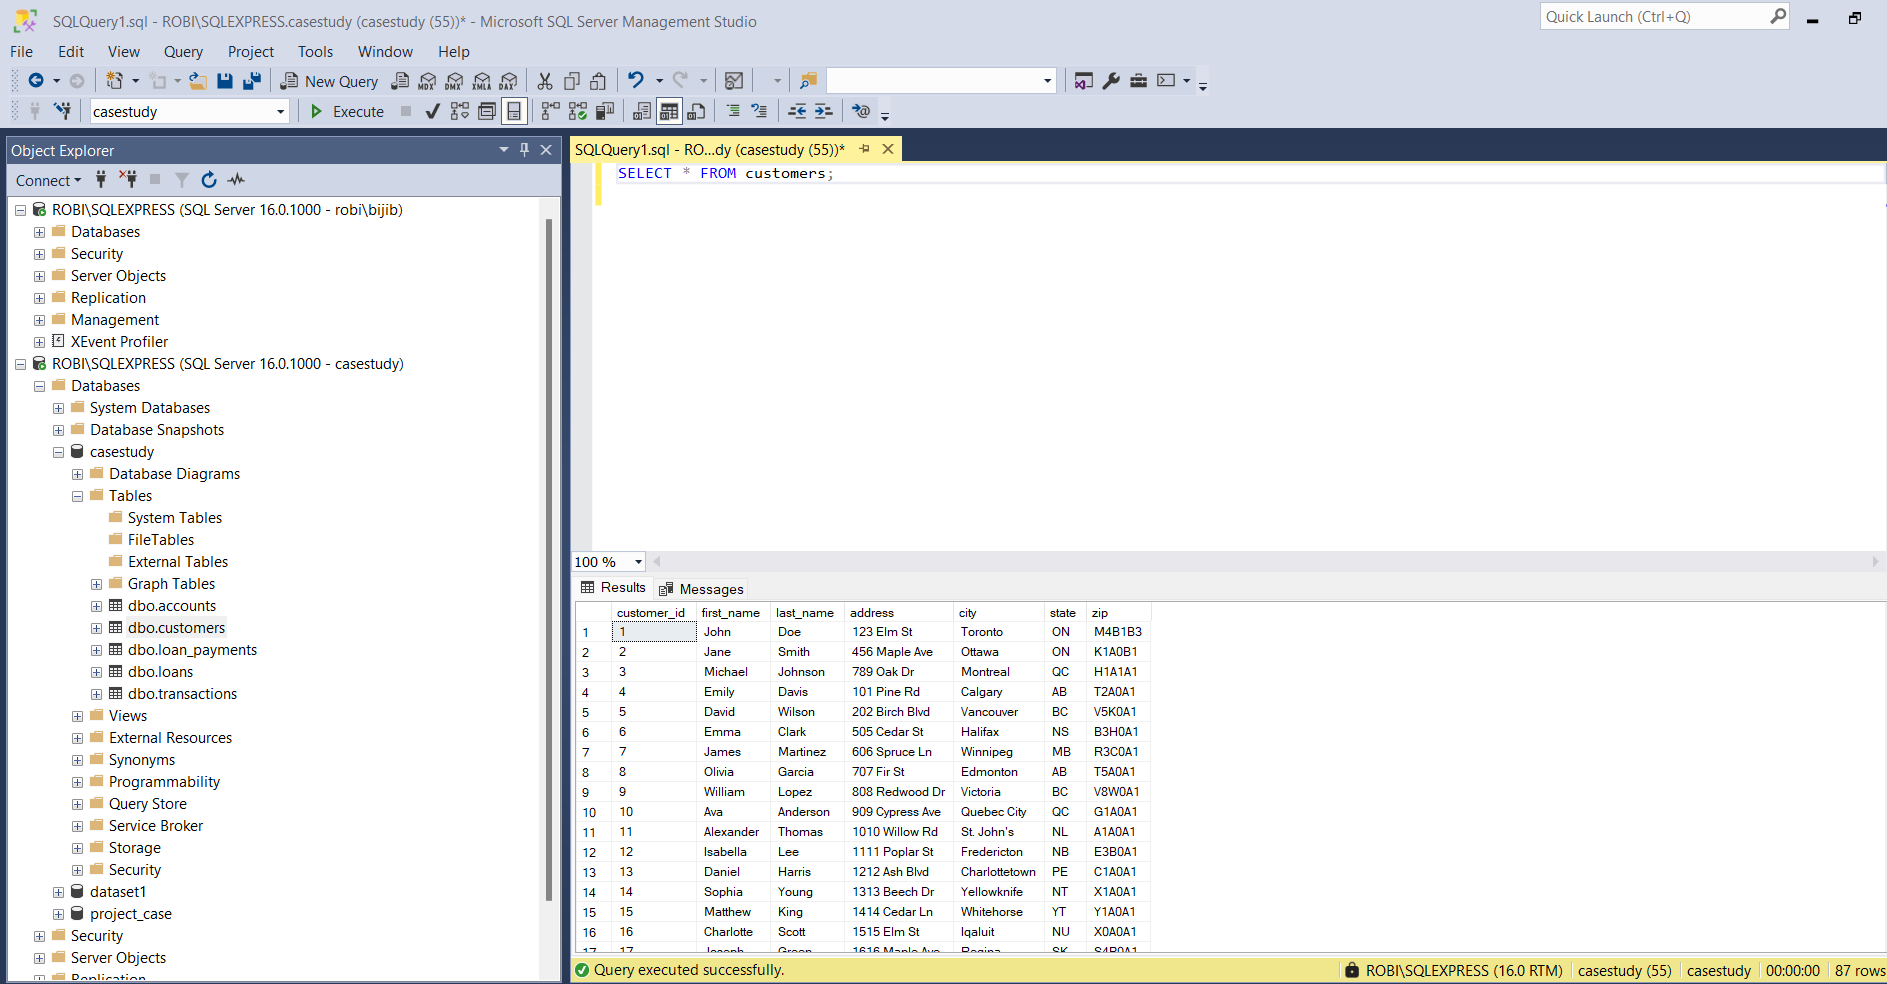 SQLQuery1.sql - ROBI\SQLEXPRESS.casestudy (casestudy (55))* - Microsoft SQL Server Management Studio
Quick Launch (Ctrl+Q)
File Edit View Query Project Tools Window Help
New Query MDX DMX XMLA DAX
casestudy Execute
Object Explorer
Connect
ROBI\SQLEXPRESS (SQL Server 16.0.1000 - robi\bijib)
Databases
Security
Server Objects
Replication
Management
XEvent Profiler
ROBI\SQLEXPRESS (SQL Server 16.0.1000 - casestudy)
Databases
System Databases
Database Snapshots
casestudy
Database Diagrams
Tables
System Tables
FileTables
External Tables
Graph Tables
dbo.accounts
dbo.customers
dbo.loan_payments
dbo.loans
dbo.transactions
Views
External Resources
Synonyms
Programmability
Query Store
Service Broker
Storage
Security
dataset1
project_case
Security
Server Objects
Replication
SQLQuery1.sql - RO...dy (casestudy (55))*
SELECT * FROM customers;
100 %
Results Messages
customer_id first_name last_name address city state zip
1 1 John Doe 123 Elm St Toronto ON M4B1B3
2 2 Jane Smith 456 Maple Ave Ottawa ON K1A0B1
3 3 Michael Johnson 789 Oak Dr Montreal QC H1A1A1
4 4 Emily Davis 101 Pine Rd Calgary AB T2A0A1
5 5 David Wilson 202 Birch Blvd Vancouver BC V5K0A1
6 6 Emma Clark 505 Cedar St Halifax NS B3H0A1
7 7 James Martinez 606 Spruce Ln Winnipeg MB R3C0A1
8 8 Olivia Garcia 707 Fir St Edmonton AB T5A0A1
9 9 William Lopez 808 Redwood Dr Victoria BC V8W0A1
10 10 Ava Anderson 909 Cypress Ave Quebec City QC G1A0A1
11 11 Alexander Thomas 1010 Willow Rd St. John's NL A1A0A1
12 12 Isabella Lee 1111 Poplar St Fredericton NB E3B0A1
13 13 Daniel Harris 1212 Ash Blvd Charlottetown PE C1A0A1
14 14 Sophia Young 1313 Beech Dr Yellowknife NT X1A0A1
15 15 Matthew King 1414 Cedar Ln Whitehorse YT Y1A0A1
16 16 Charlotte Scott 1515 Elm St Iqaluit NU X0A0A1
17 17 Joseph Green 1616 Maple Ave Regina SK S4P0A1
Query executed successfully.
ROBI\SQLEXPRESS (16.0 RTM) casestudy (55) casestudy 00:00:00 87 rows